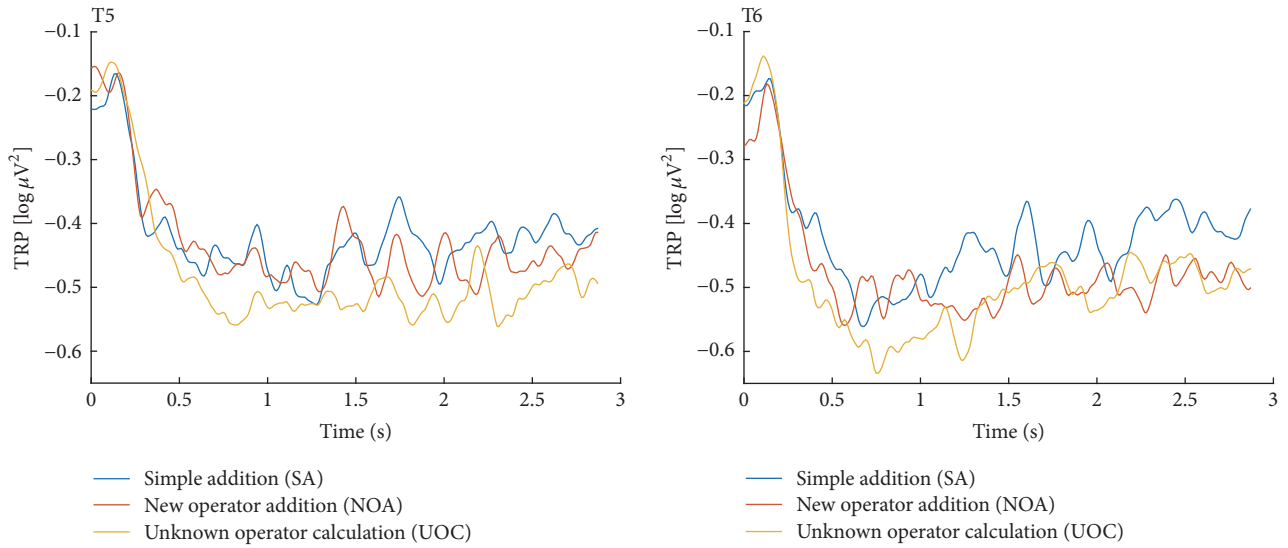 T5
−0.1
−0.2
−0.3
−0.4
−0.5
−0.6
TRP [log μV²]
0 0.5 1 1.5 2 2.5 3
Time (s)
Simple addition (SA)
New operator addition (NOA)
Unknown operator calculation (UOC)
T6
−0.1
−0.2
−0.3
−0.4
−0.5
−0.6
TRP [log μV²]
0 0.5 1 1.5 2 2.5 3
Time (s)
Simple addition (SA)
New operator addition (NOA)
Unknown operator calculation (UOC)